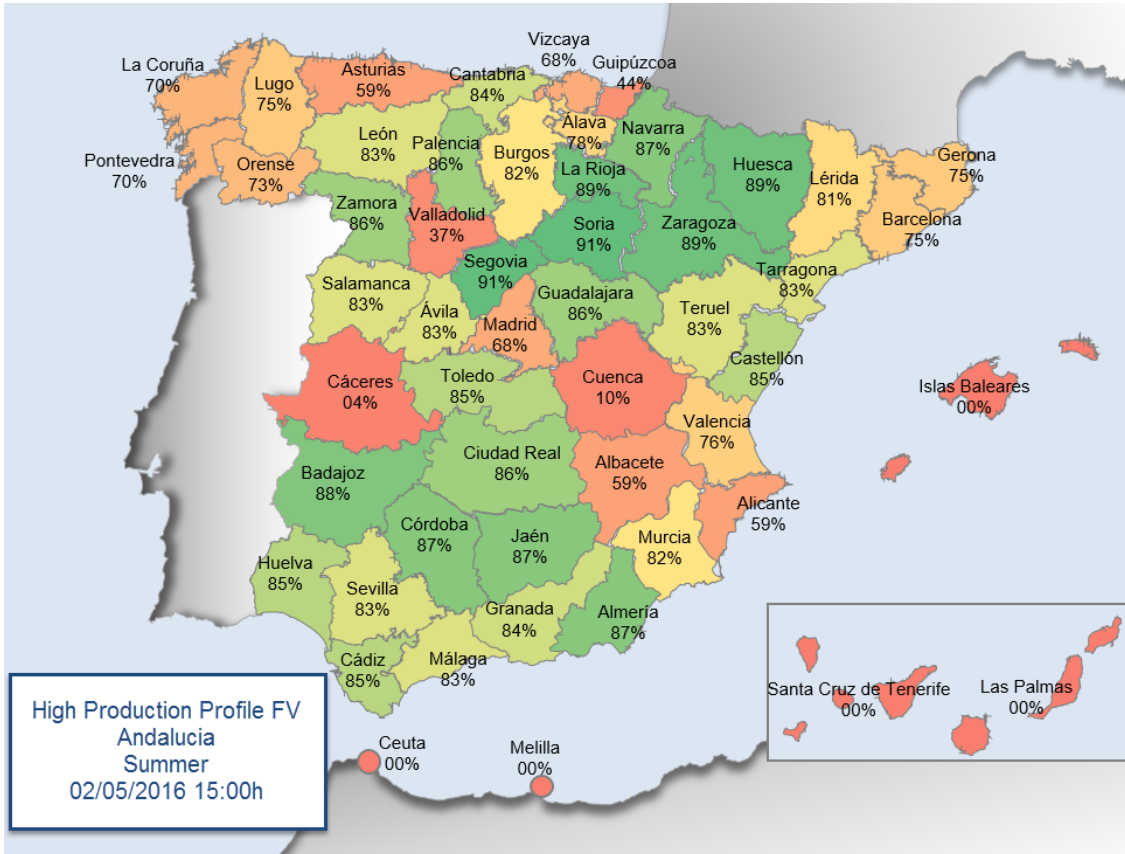 La Coruña
70%
Lugo
75%
Asturias
59%
Cantabria
84%
Vizcaya
68%
Guipúzcoa
44%
Álava
78%
Navarra
87%
Pontevedra
70%
Orense
73%
León
83%
Palencia
86%
Burgos
82%
La Rioja
89%
Huesca
89%
Lérida
81%
Gerona
75%
Barcelona
75%
Zamora
86%
Valladolid
37%
Soria
91%
Zaragoza
89%
Segovia
91%
Tarragona
83%
Salamanca
83%
Ávila
83%
Madrid
68%
Guadalajara
86%
Teruel
83%
Castellón
85%
Cáceres
04%
Toledo
85%
Cuenca
10%
Islas Baleares
00%
Valencia
76%
Badajoz
88%
Ciudad Real
86%
Albacete
59%
Alicante
59%
Córdoba
87%
Jaén
87%
Murcia
82%
Huelva
85%
Sevilla
83%
Granada
84%
Almería
87%
Cádiz
85%
Málaga
83%
Santa Cruz de Tenerife
00%
Las Palmas
00%
Ceuta
00%
Melilla
00%
High Production Profile FV
Andalucia
Summer
02/05/2016 15:00h